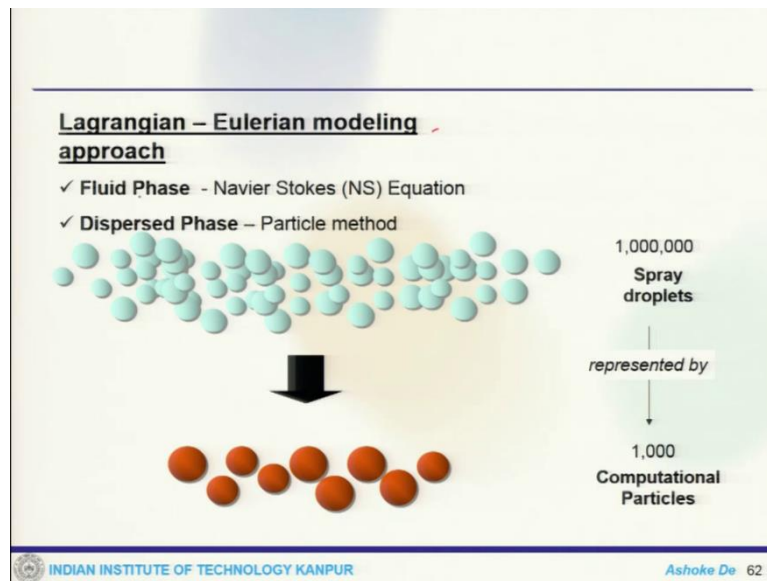 Lagrangian – Eulerian modeling
approach
✓ Fluid Phase - Navier Stokes (NS) Equation
✓ Dispersed Phase – Particle method
1,000,000
Spray
droplets
represented by
1,000
Computational
Particles
INDIAN INSTITUTE OF TECHNOLOGY KANPUR
Ashoke De 62